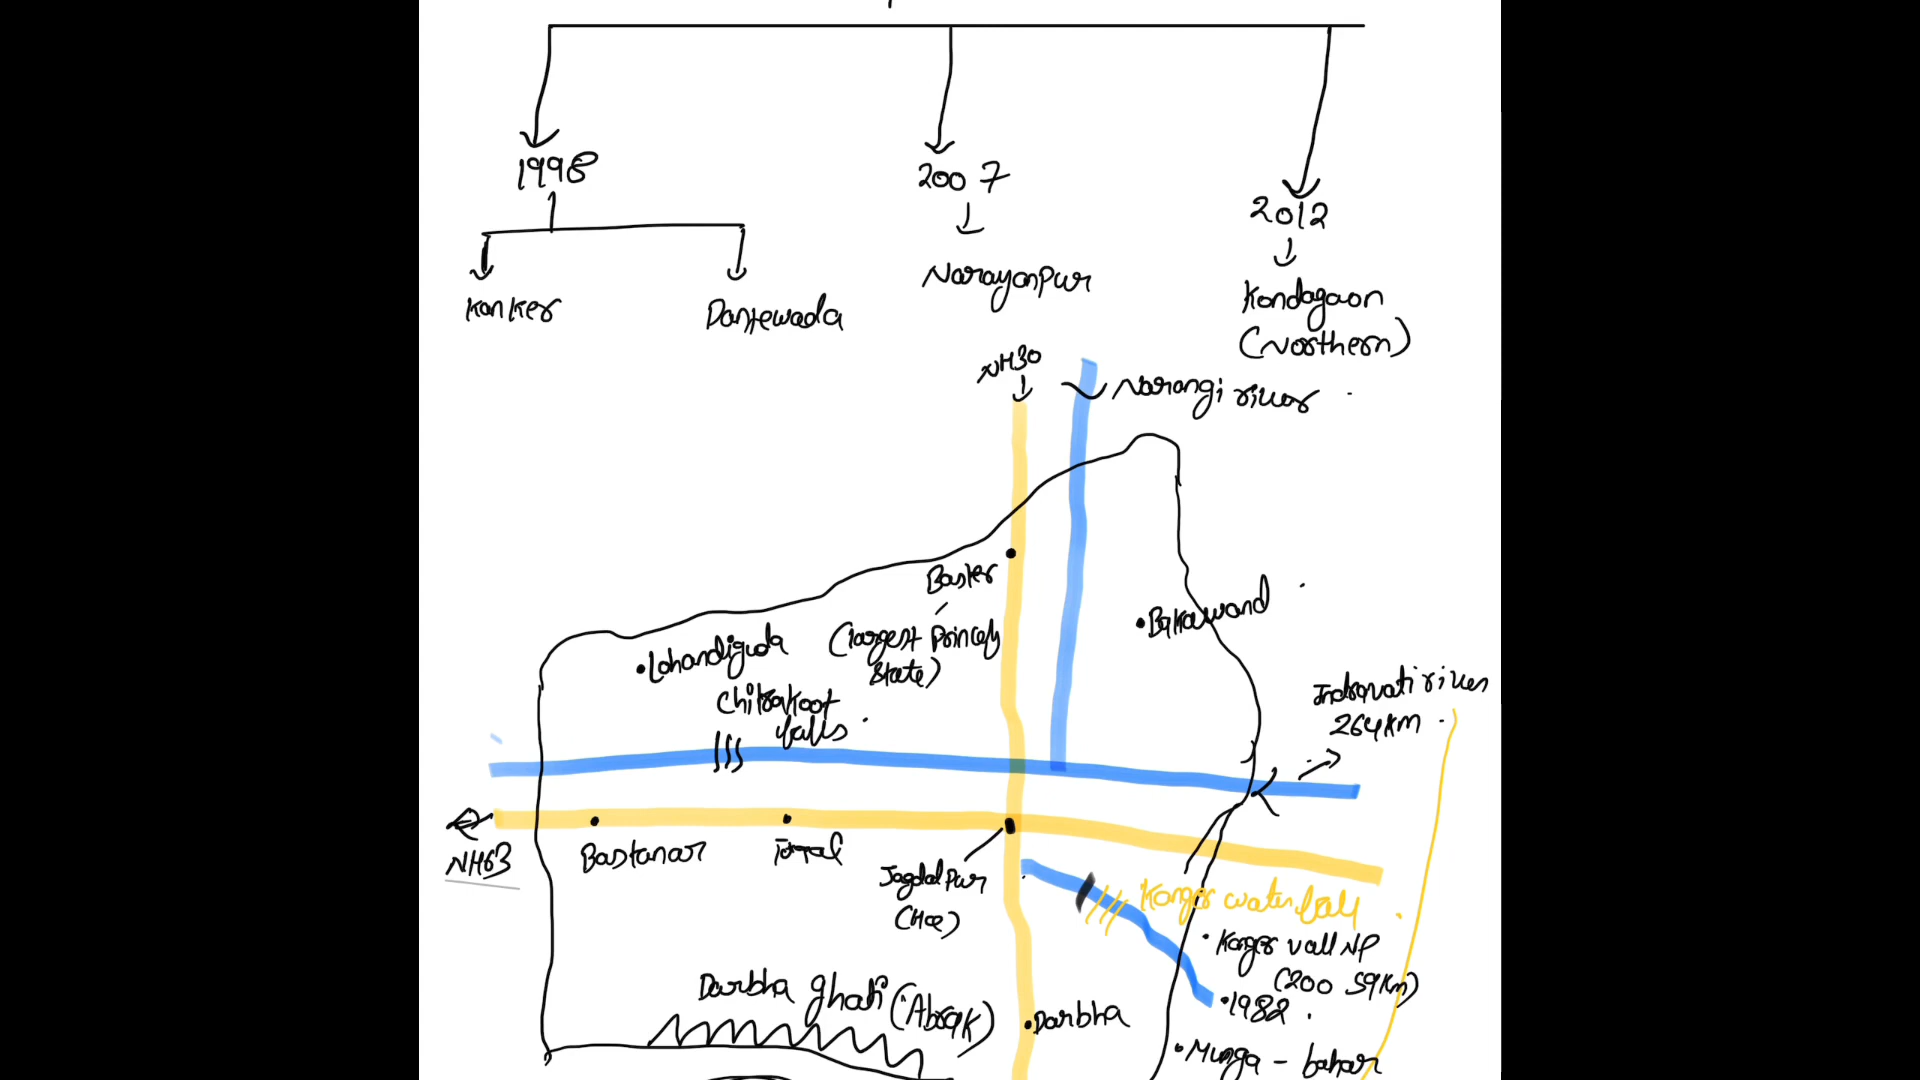 1998
2007
2012
Kanker
Dantewada
Narayanpur
Kondagaon
(Northern)
NH30
Narangi river
Baster
(largest Princely
State)
Bakawand
Lohandiguda
Chitrakoot
falls
Indravati river
264km
NH63
Bastanar
Jagdalpur
(HQ)
Kanger water fall
Kanger vall NP
(200 sqkm)
1982
Darbha ghati
Darbha
Munga - bahar